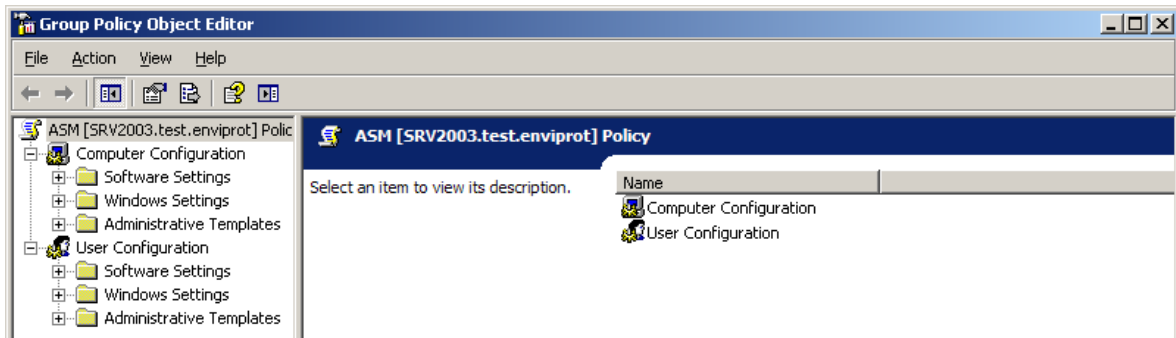 Group Policy Object Editor
File Action View Help
ASM [SRV2003.test.enviprot] Polic
Computer Configuration
Software Settings
Windows Settings
Administrative Templates
User Configuration
Software Settings
Windows Settings
Administrative Templates
ASM [SRV2003.test.enviprot] Policy
Select an item to view its description.
Name
Computer Configuration
User Configuration